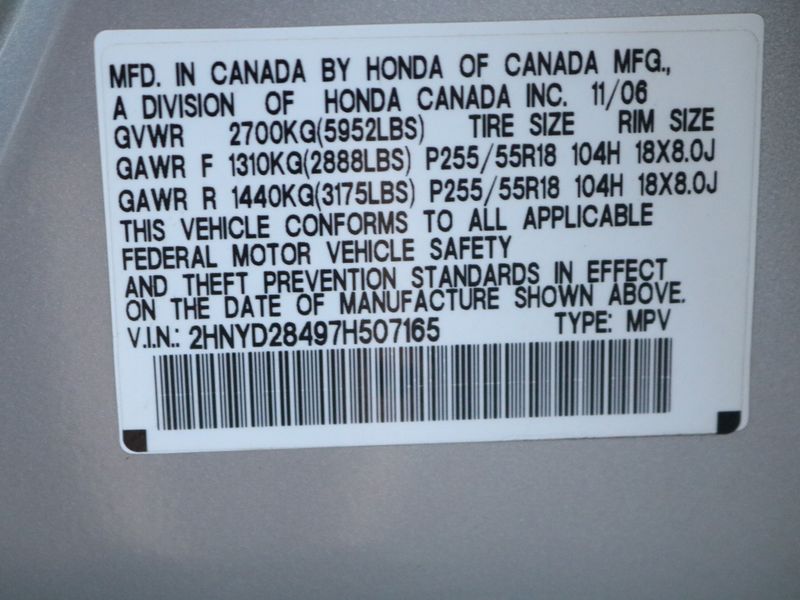 MFD. IN CANADA BY HONDA OF CANADA MFG.,
A DIVISION OF HONDA CANADA INC. 11/06
GVWR 2700KG(5952LBS) TIRE SIZE RIM SIZE
GAWR F 1310KG(2888LBS) P255/55R18 104H 18X8.0J
GAWR R 1440KG(3175LBS) P255/55R18 104H 18X8.0J
THIS VEHICLE CONFORMS TO ALL APPLICABLE
FEDERAL MOTOR VEHICLE SAFETY
AND THEFT PREVENTION STANDARDS IN EFFECT
ON THE DATE OF MANUFACTURE SHOWN ABOVE.
V.I.N.: 2HNYD28497H507165 TYPE: MPV